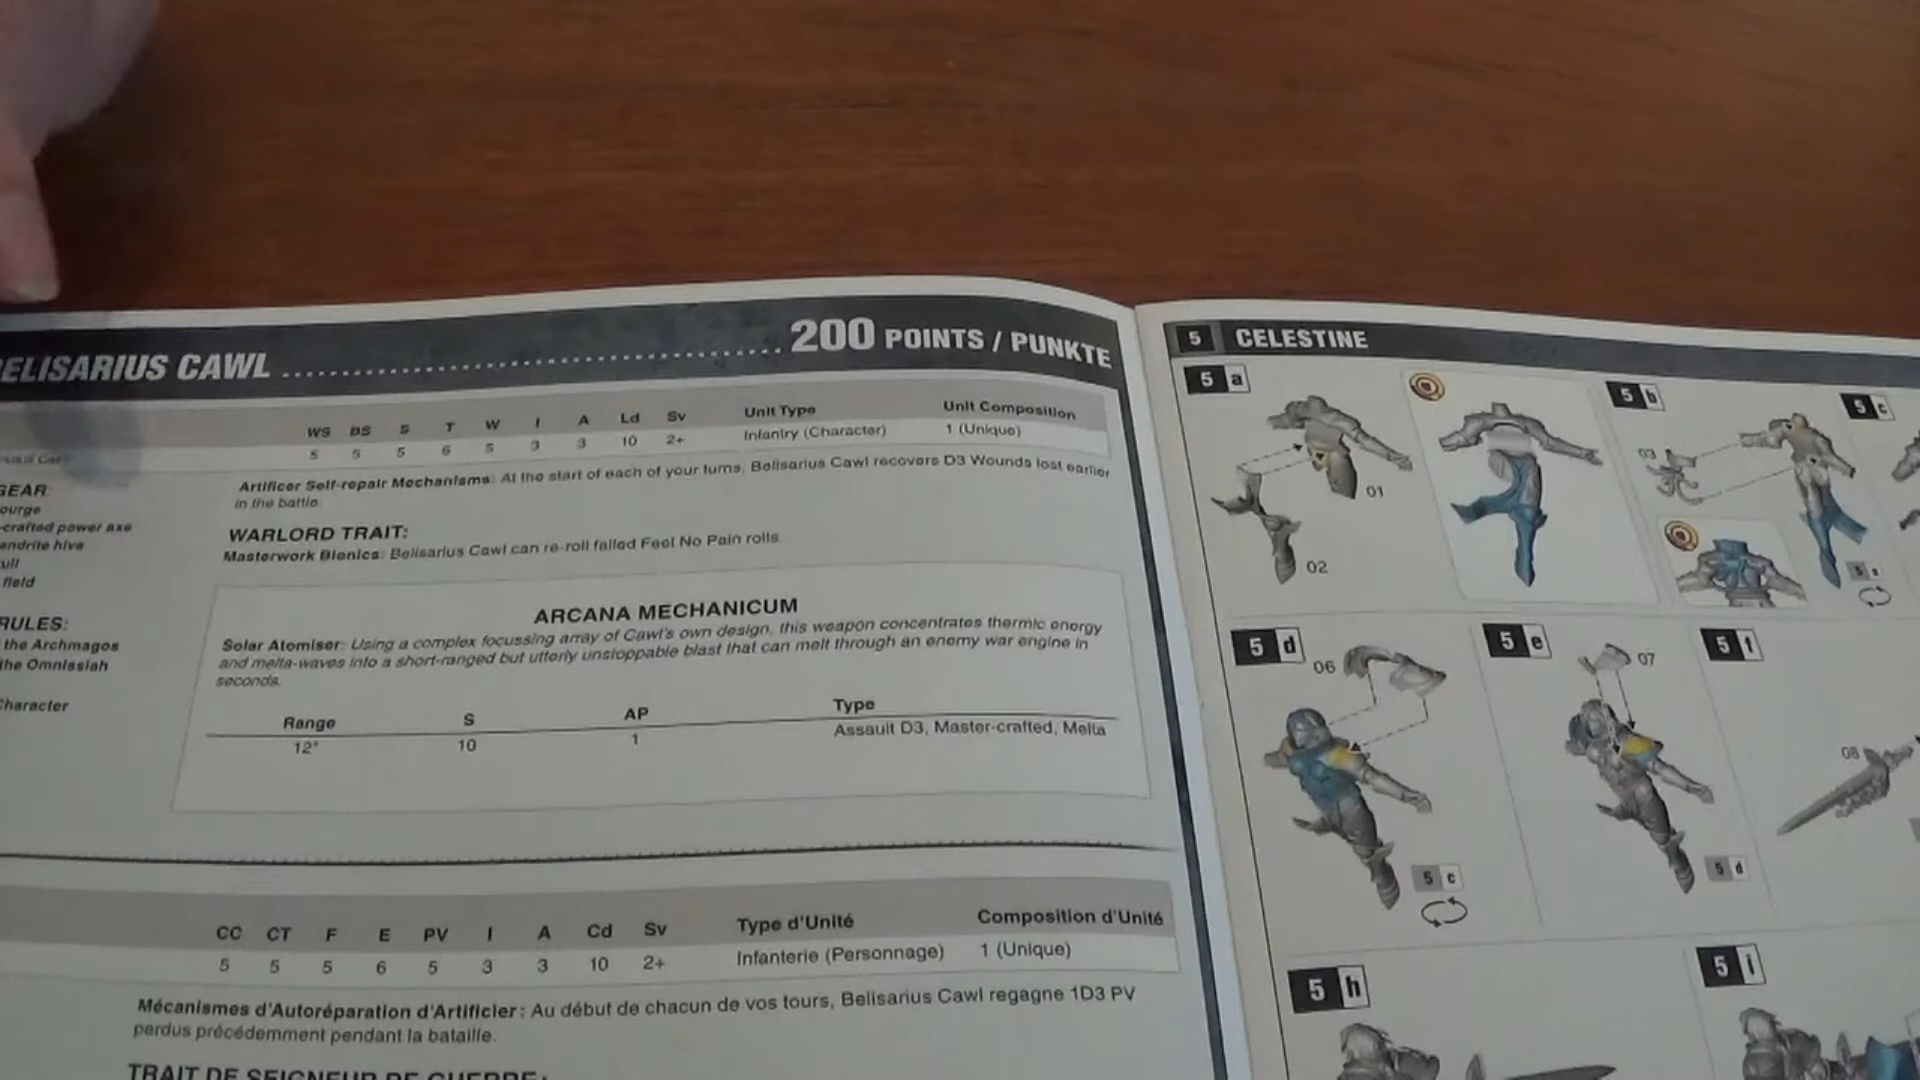 ELISARIUS CAWL .......................................... 200 POINTS / PUNKTE
WS BS S T W I A Ld Sv Unit Type Unit Composition
5 5 5 6 5 3 3 10 2+ Infantry (Character) 1 (Unique)
GEAR
ourge
-crafted power axe
endrite hive
ull
field
RULES:
the Archmagos
the Omnissiah
Character
Artificer Self-repair Mechanisms: At the start of each of your turns, Belisarius Cawl recovers D3 Wounds lost earlier
in the battle.
WARLORD TRAIT:
Masterwork Bionics: Belisarius Cawl can re-roll failed Feel No Pain rolls.
ARCANA MECHANICUM
Solar Atomiser: Using a complex focussing array of Cawl's own design, this weapon concentrates thermic energy
and melta-waves into a short-ranged but utterly unstoppable blast that can melt through an enemy war engine in
seconds.
Range S AP Type
12" 10 1 Assault D3, Master-crafted, Melta
CC CT F E PV I A Cd Sv Type d'Unité Composition d'Unité
5 5 5 6 5 3 3 10 2+ Infanterie (Personnage) 1 (Unique)
Mécanismes d'Autoréparation d'Artificier : Au début de chacun de vos tours, Belisarius Cawl regagne 1D3 PV
perdus précédemment pendant la bataille.
TRAIT DE SEIGNEUR DE GUERRE :
5 CELESTINE
5 a
01
02
5 b
03
5 a
5 c
5 d
06
5 c
5 e
07
5 d
5 f
08
5 h
5 i